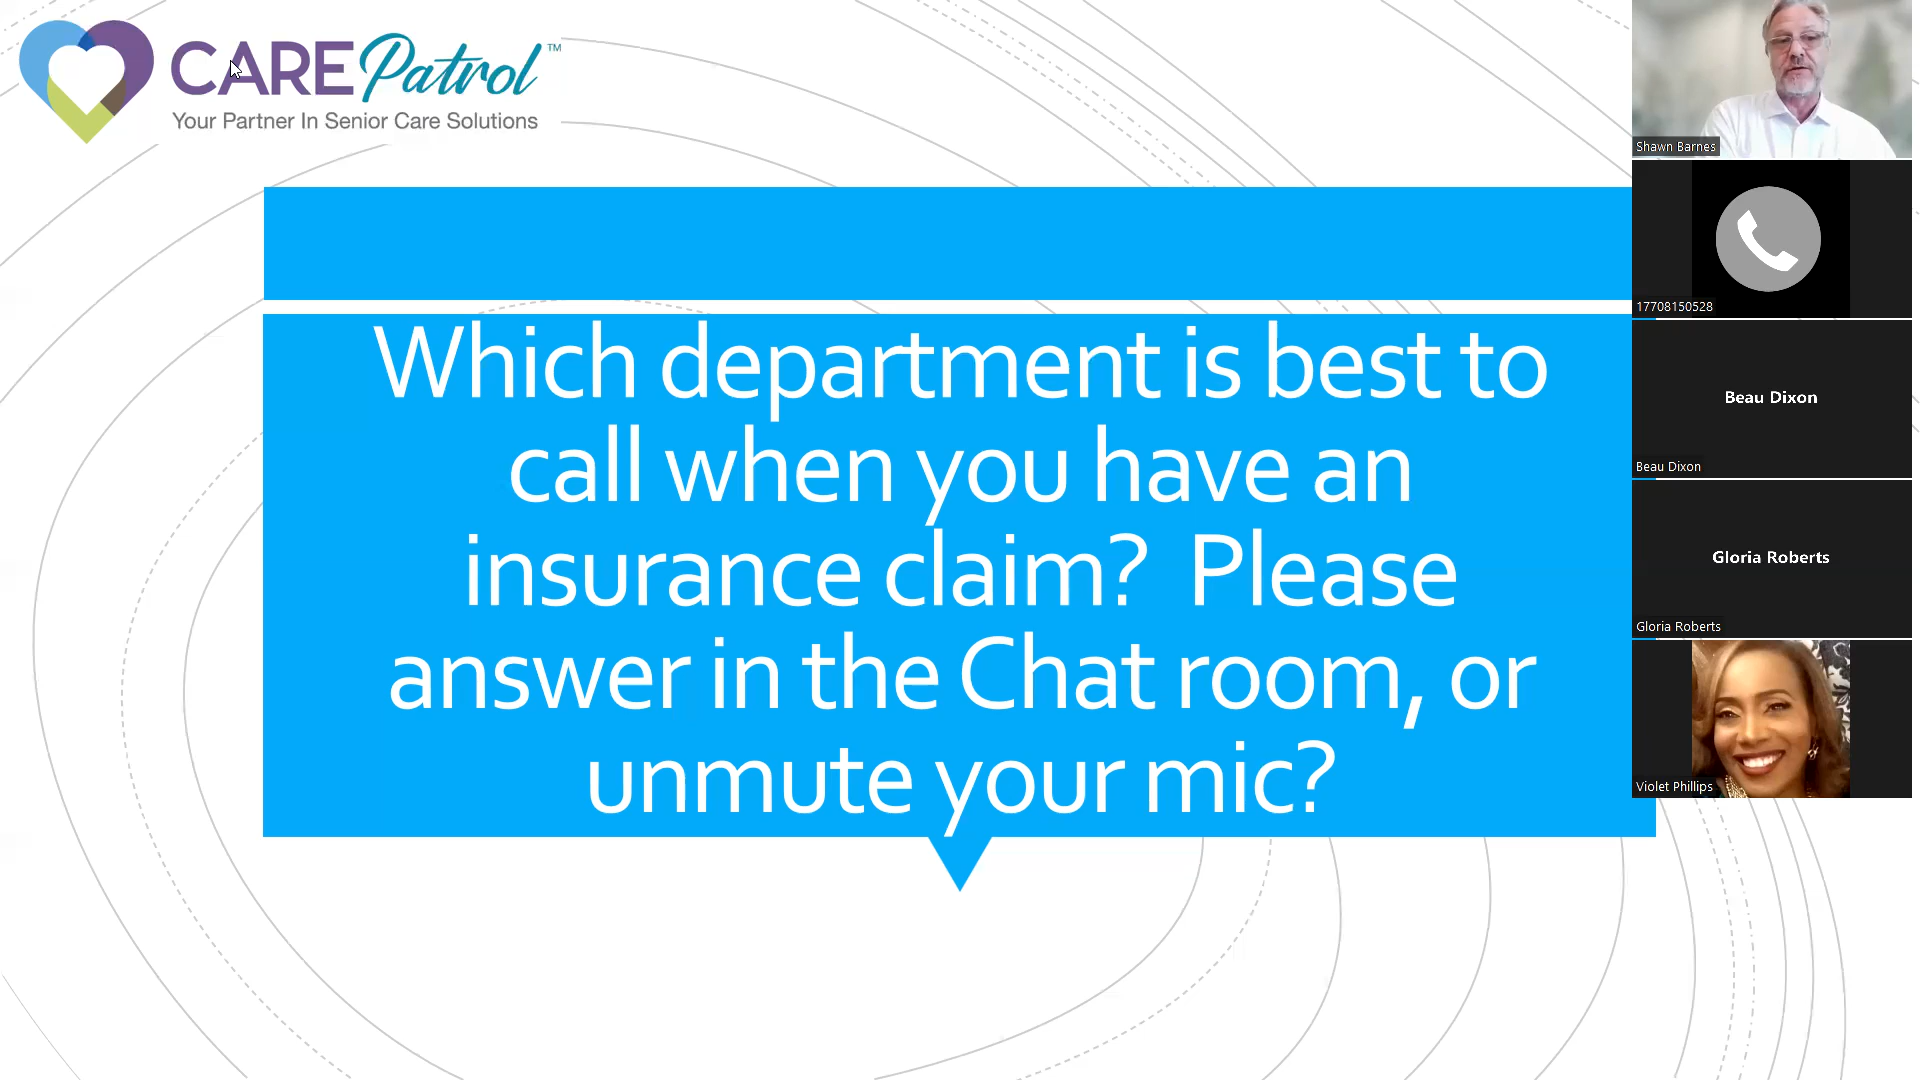 CAREPatrol™
Your Partner In Senior Care Solutions
Which department is best to
call when you have an
insurance claim? Please
answer in the Chat room, or
unmute your mic?
Shawn Barnes
17708150528
Beau Dixon
Beau Dixon
Gloria Roberts
Gloria Roberts
Violet Phillips